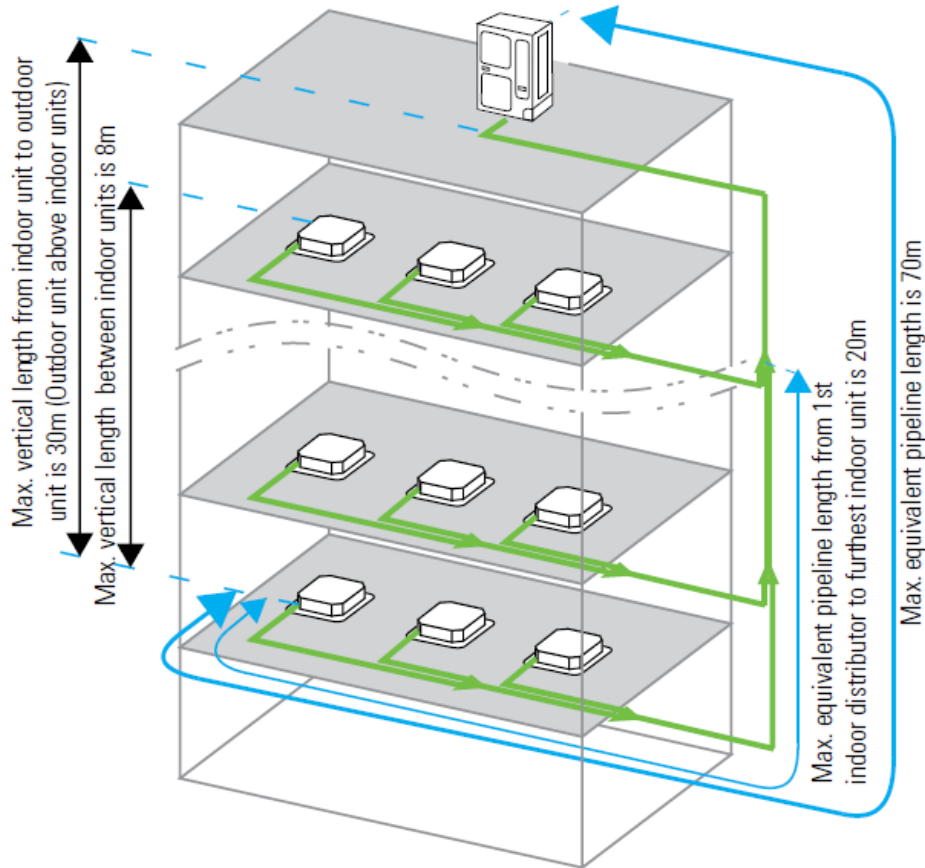 Max. vertical length from indoor unit to outdoor
unit is 30m (Outdoor unit above indoor units)
Max. vertical length between indoor units is 8m
Max. equivalent pipeline length from 1st
indoor distributor to furthest indoor unit is 20m
Max. equivalent pipeline length is 70m